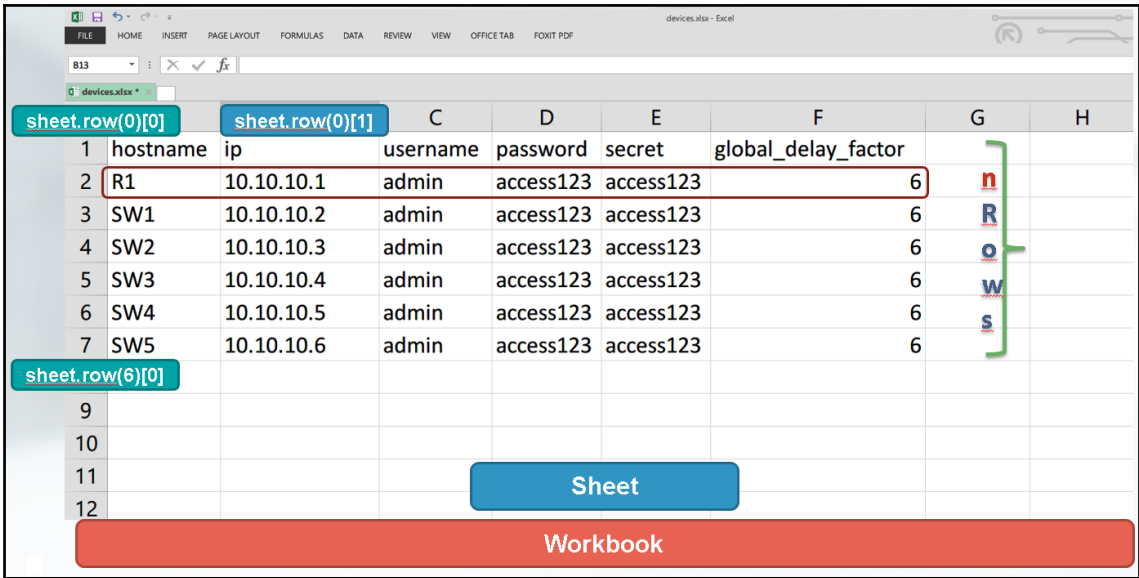 devices.xlsx - Excel
FILE HOME INSERT PAGE LAYOUT FORMULAS DATA REVIEW VIEW OFFICE TAB FOXIT PDF
B13 fx
devices.xlsx *
sheet.row(0)[0] sheet.row(0)[1] C D E F G H
1 hostname ip username password secret global_delay_factor
2 R1 10.10.10.1 admin access123 access123 6
3 SW1 10.10.10.2 admin access123 access123 6
4 SW2 10.10.10.3 admin access123 access123 6
5 SW3 10.10.10.4 admin access123 access123 6
6 SW4 10.10.10.5 admin access123 access123 6
7 SW5 10.10.10.6 admin access123 access123 6
n
R
o
w
s
sheet.row(6)[0]
9
10
11
12
Sheet
Workbook